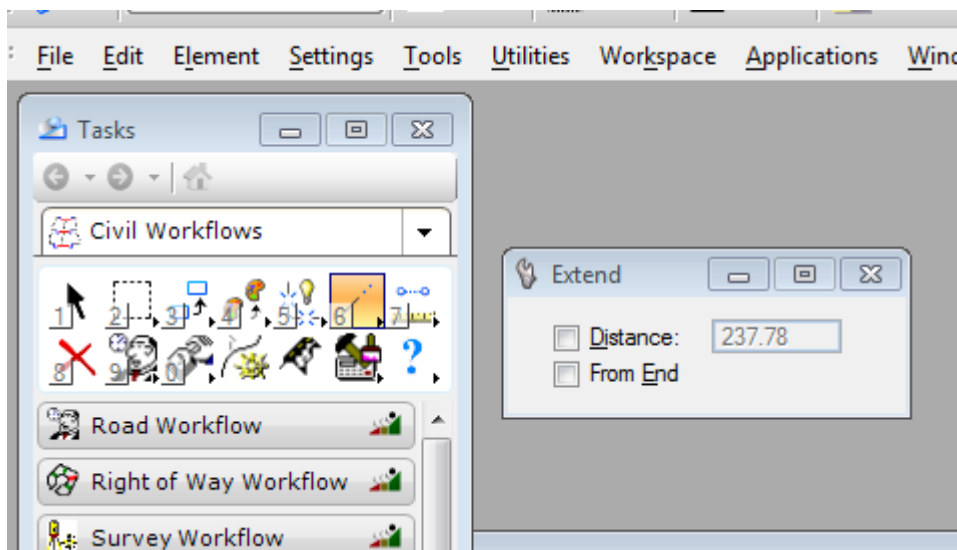 File Edit Element Settings Tools Utilities Workspace Applications Wind
Tasks
Civil Workflows
1 2 3 4 5 6 7
8 9 0 ?
Road Workflow
Right of Way Workflow
Survey Workflow
Extend
Distance: 237.78
From End